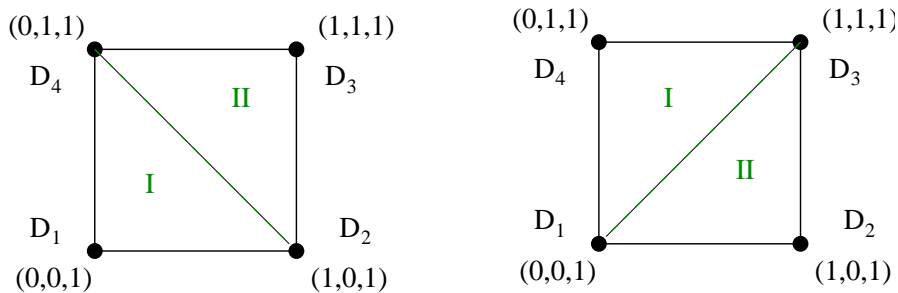 (0,1,1) (1,1,1)
D4 D3
II
I
D1 D2
(0,0,1) (1,0,1)
(0,1,1) (1,1,1)
D4 D3
I
II
D1 D2
(0,0,1) (1,0,1)